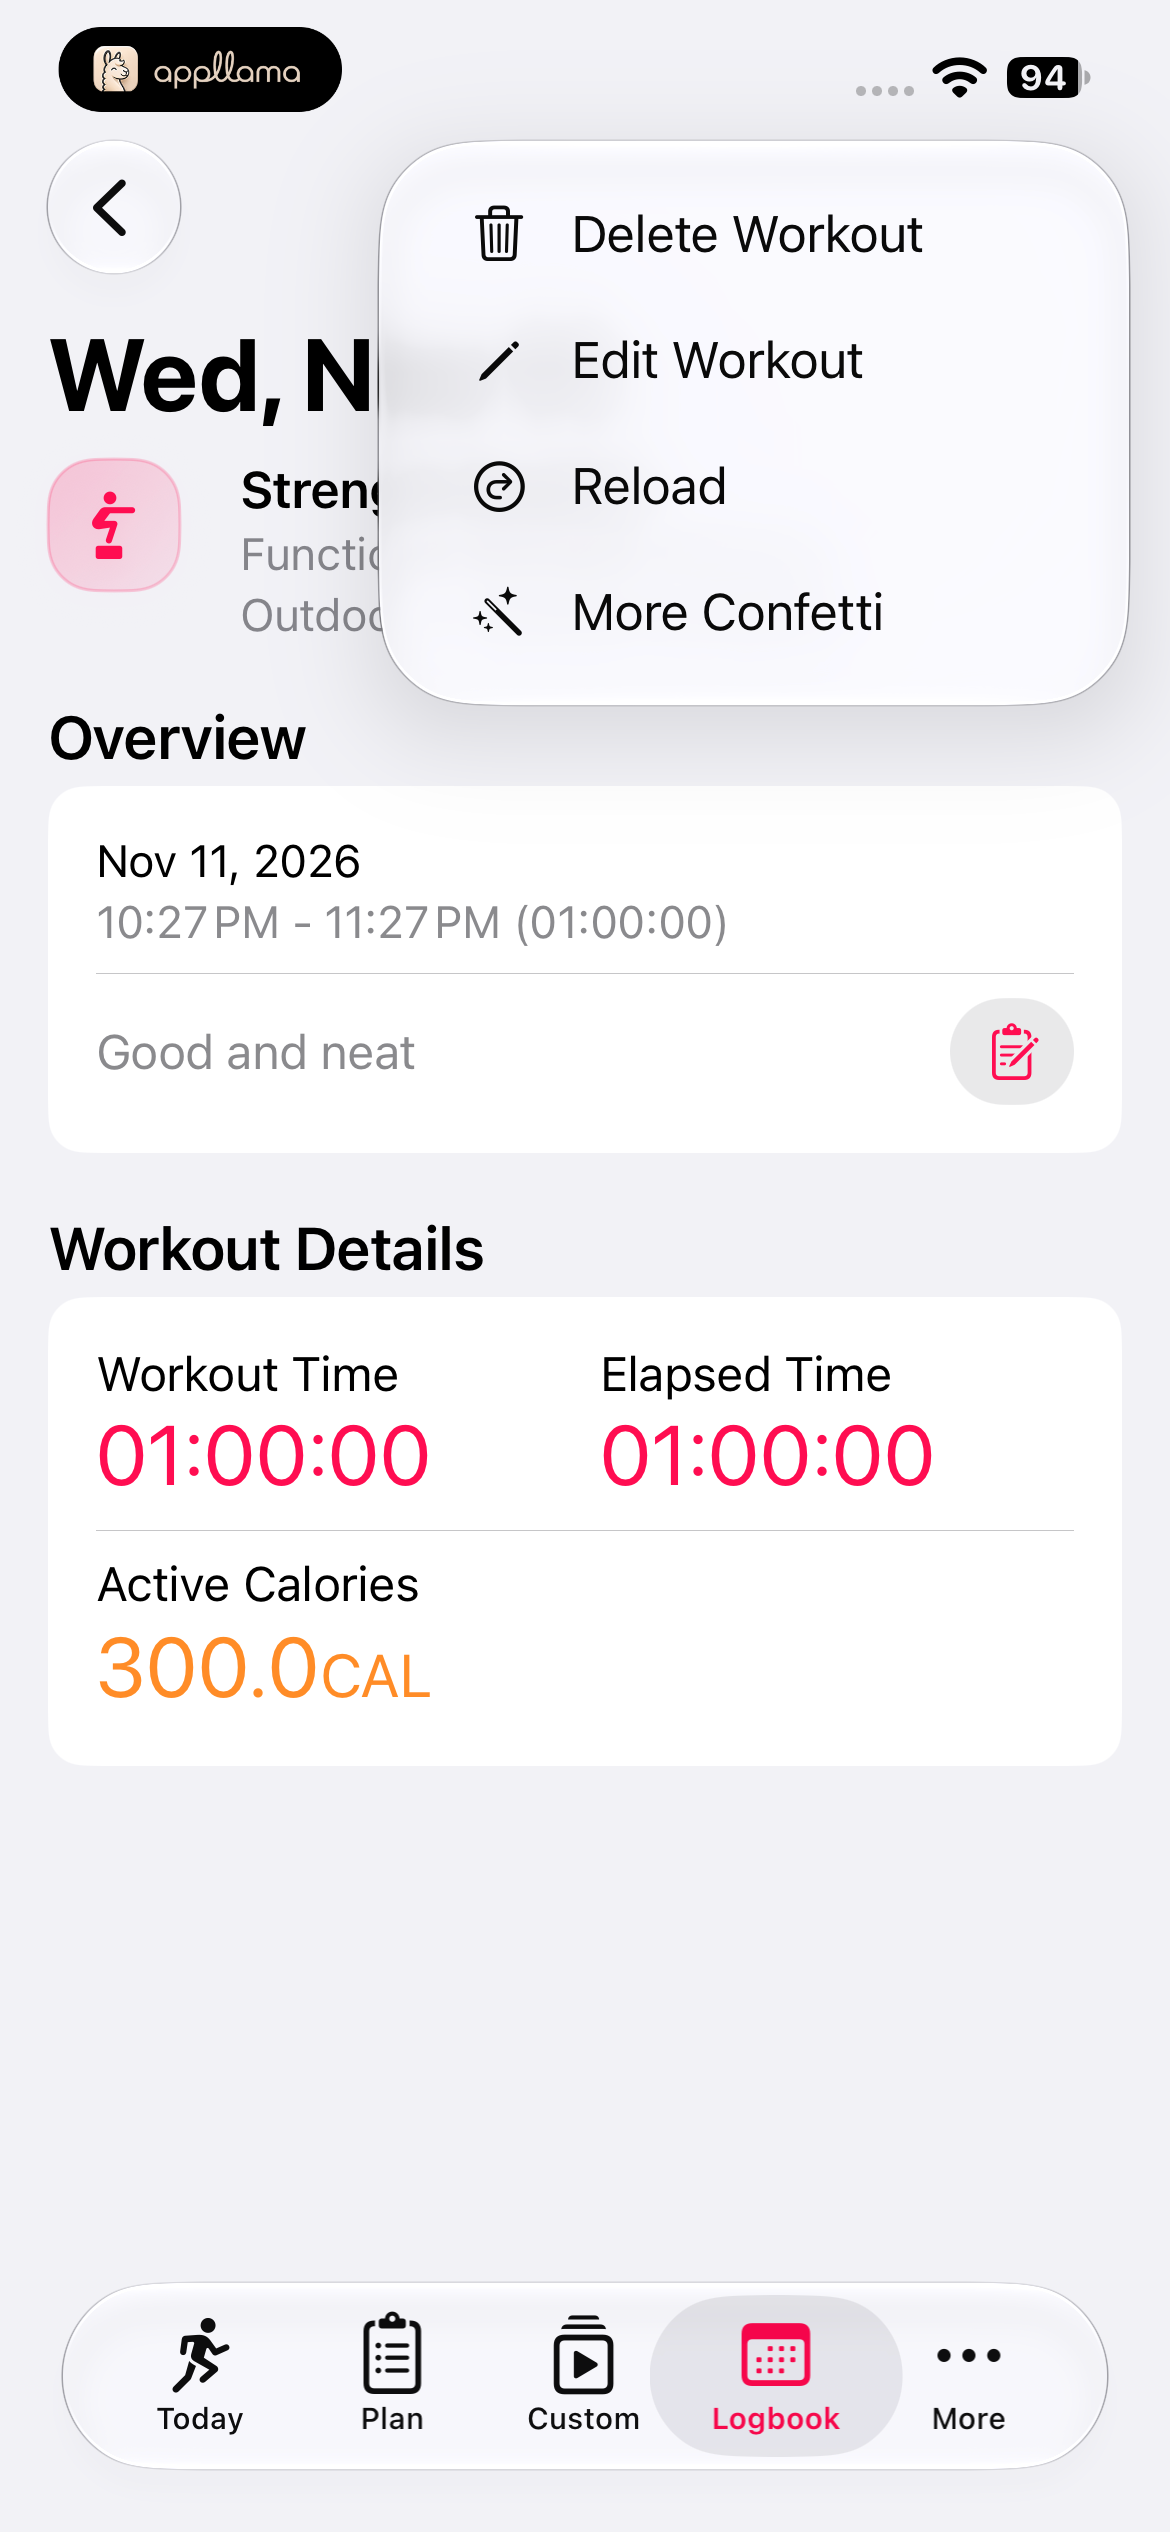 appllama
94
Delete Workout
Edit Workout
Reload
More Confetti
Wed, N
Streng
Functio
Outdoo
Overview
Nov 11, 2026
10:27 PM - 11:27 PM (01:00:00)
Good and neat
Workout Details
Workout Time
Elapsed Time
01:00:00
01:00:00
Active Calories
300.0CAL
Today
Plan
Custom
Logbook
More